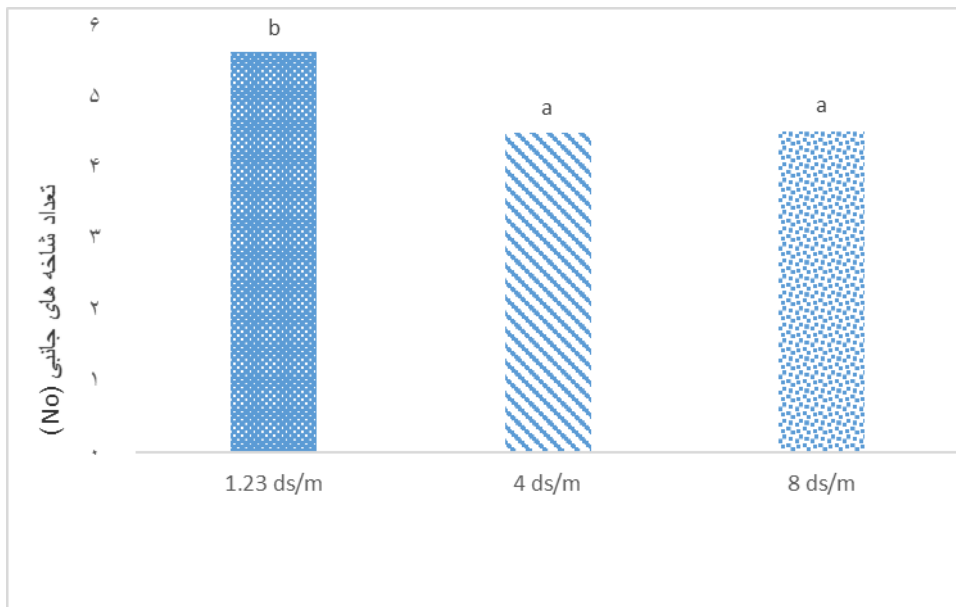 b
a
a
۶
۵
۴
۳
۲
۱
۰
تعداد شاخه های جانبی (No)
1.23 ds/m
4 ds/m
8 ds/m